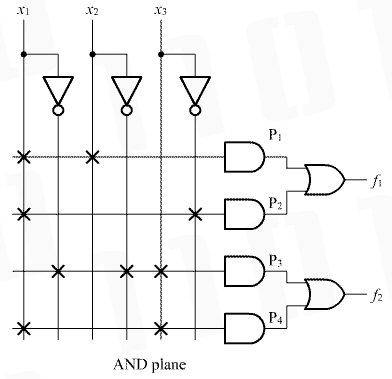 x₁ x₂ x₃
P₁
f₁
P₂
P₃
f₂
P₄
AND plane